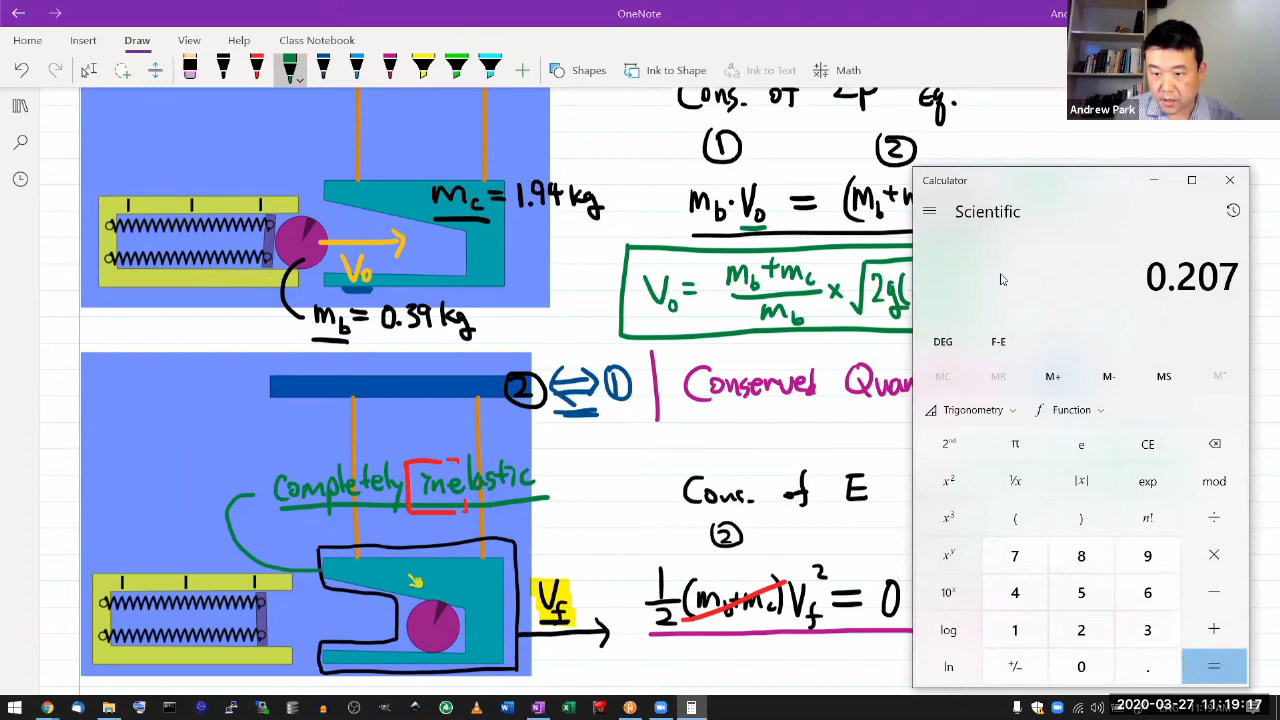 OneNote
Home Insert Draw View Help Class Notebook
Shapes Ink to Shape Ink to Text Math
Andrew Park
Cons. of Σp Eq.
① ②
mc = 1.94 kg
mb·V0 = (mb+m
V0
mb = 0.39 kg
V0 = mb+mc / mb × √2g(
② ⟺ ①
Conserved Quan
completely inelastic
Cons. of E
②
Vf
1/2 (mb+mc)Vf² = 0
Calculator
Scientific
0.207
DEG F-E
MC MR M+ M- MS M˅
Trigonometry ƒ Function
2ⁿᵈ π e CE
x² ¹/x |x| exp mod
x³ ( ) n! ÷
xʸ 7 8 9 ×
10ˣ 4 5 6 −
log 1 2 3 +
ln +/− 0 . =
2020-03-27 11:19:17